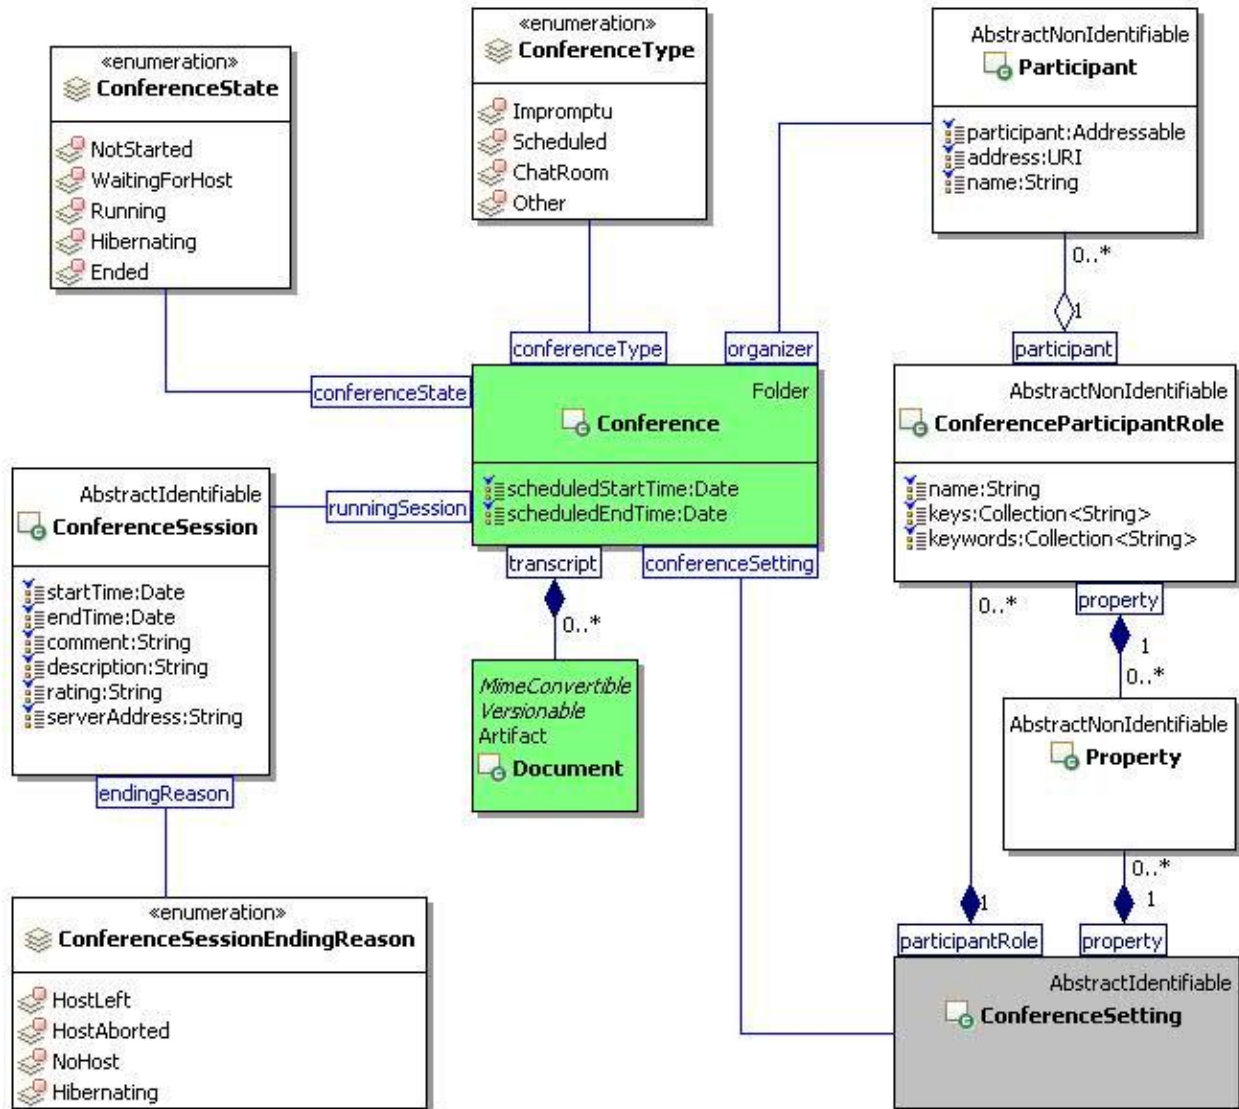 «enumeration»
ConferenceState
NotStarted
WaitingForHost
Running
Hibernating
Ended
«enumeration»
ConferenceType
Impromptu
Scheduled
ChatRoom
Other
AbstractNonIdentifiable
Participant
participant:Addressable
address:URI
name:String
0..*
1
participant
conferenceType
organizer
conferenceState
runningSession
Folder
Conference
scheduledStartTime:Date
scheduledEndTime:Date
transcript
conferenceSetting
0..*
AbstractNonIdentifiable
ConferenceParticipantRole
name:String
keys:Collection<String>
keywords:Collection<String>
0..*
property
1
0..*
AbstractIdentifiable
ConferenceSession
startTime:Date
endTime:Date
comment:String
description:String
rating:String
serverAddress:String
endingReason
MimeConvertible
Versionable
Artifact
Document
AbstractNonIdentifiable
Property
0..*
1
1
participantRole
property
«enumeration»
ConferenceSessionEndingReason
HostLeft
HostAborted
NoHost
Hibernating
AbstractIdentifiable
ConferenceSetting